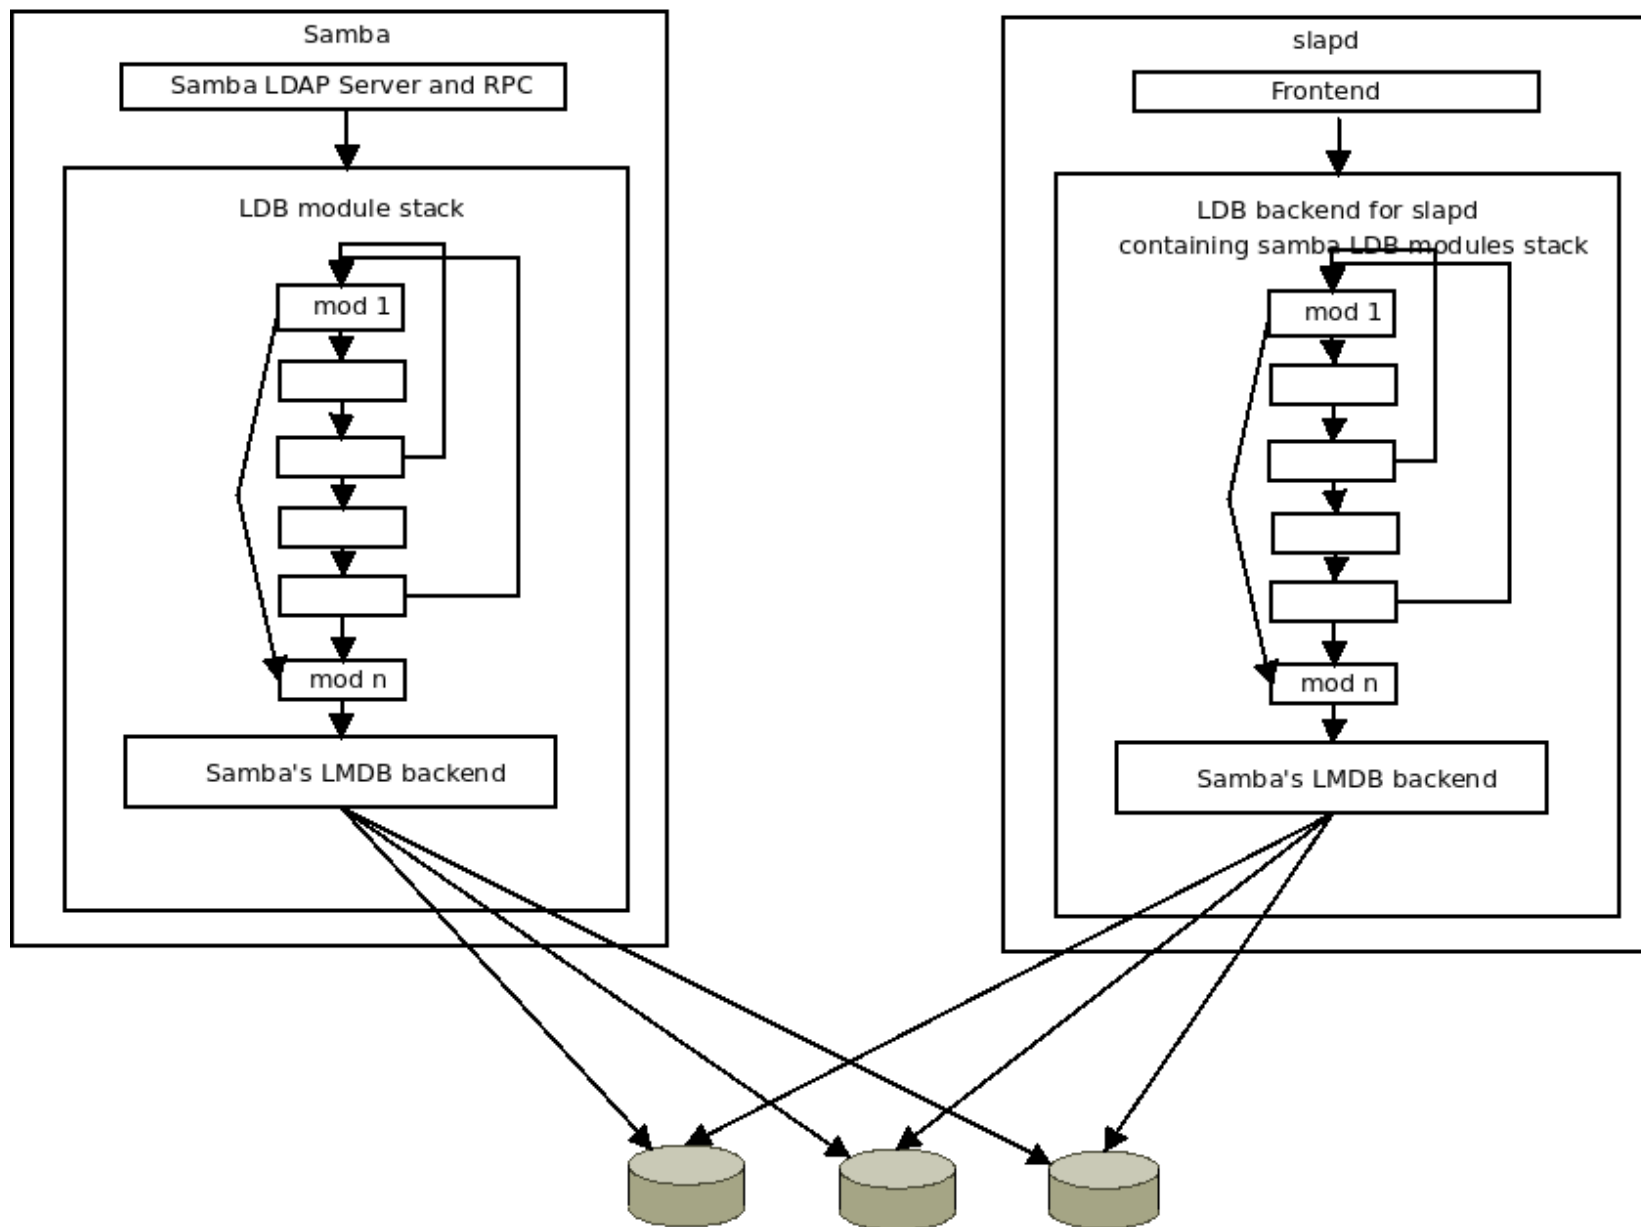 Samba
Samba LDAP Server and RPC
LDB module stack
mod 1
mod n
Samba's LMDB backend
slapd
Frontend
LDB backend for slapd
containing samba LDB modules stack
mod 1
mod n
Samba's LMDB backend